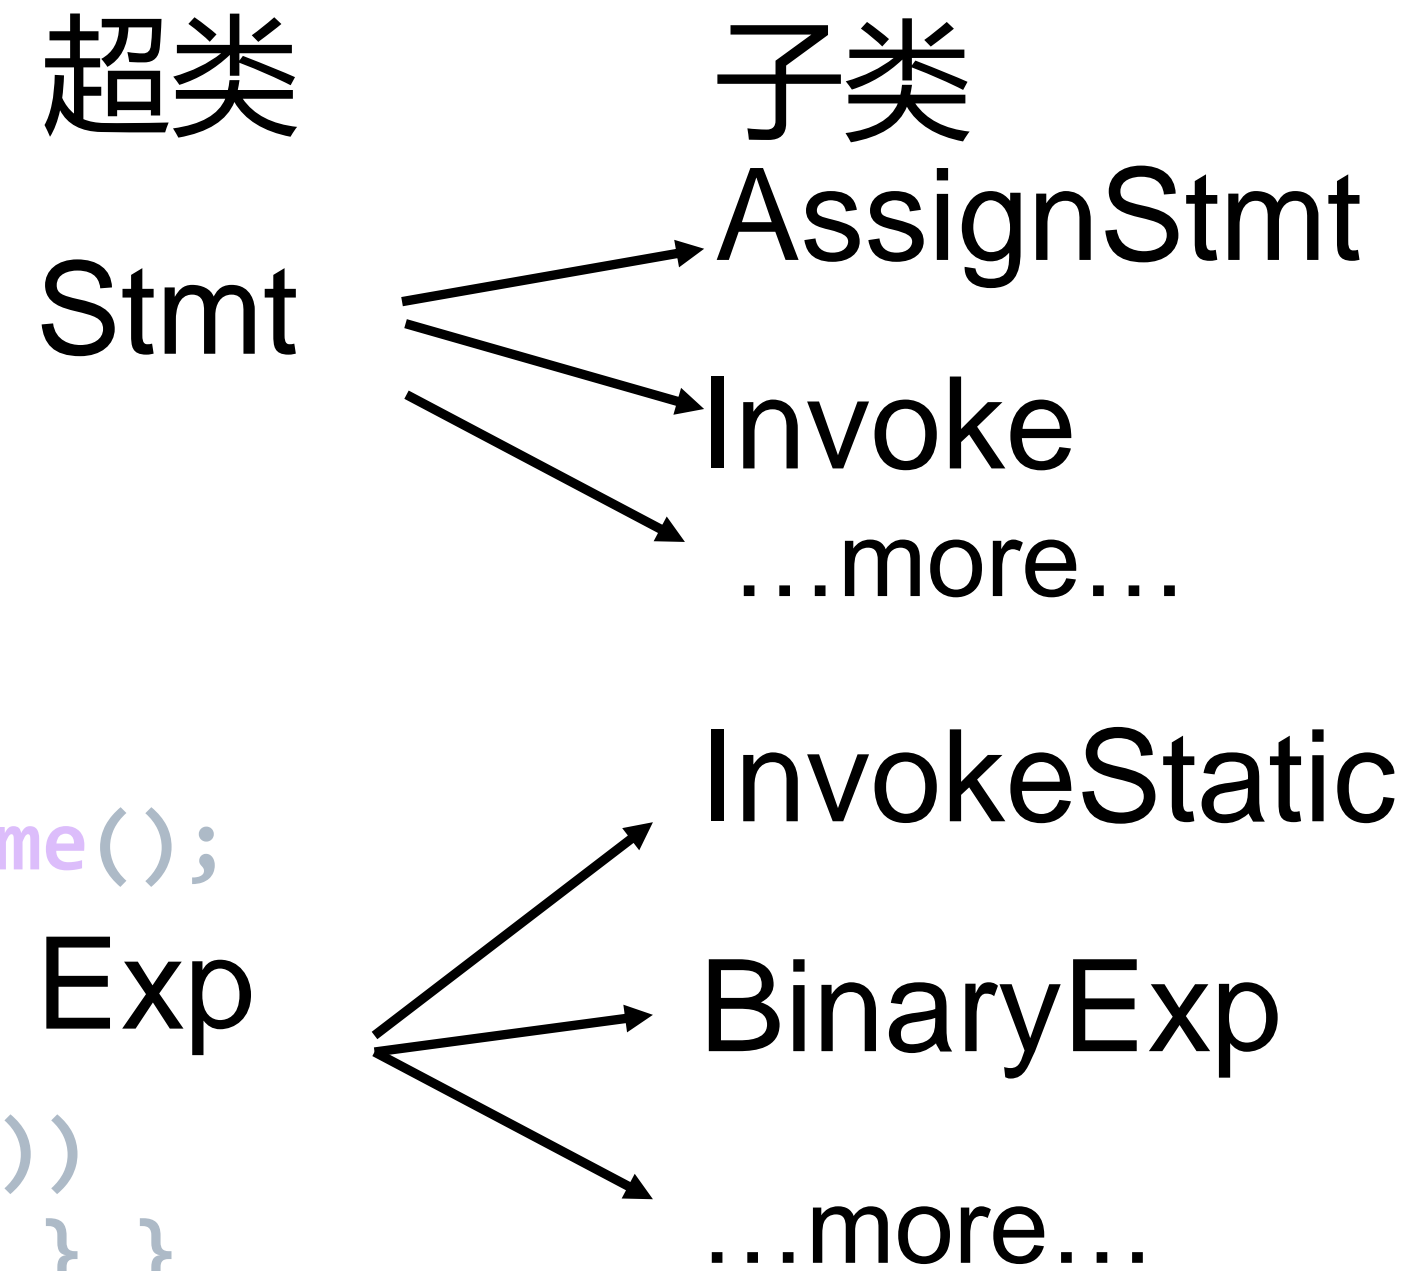 超类 子类
AssignStmt
Stmt
Invoke
…more…
InvokeStatic
me();
Exp
BinaryExp
))
} }
…more…